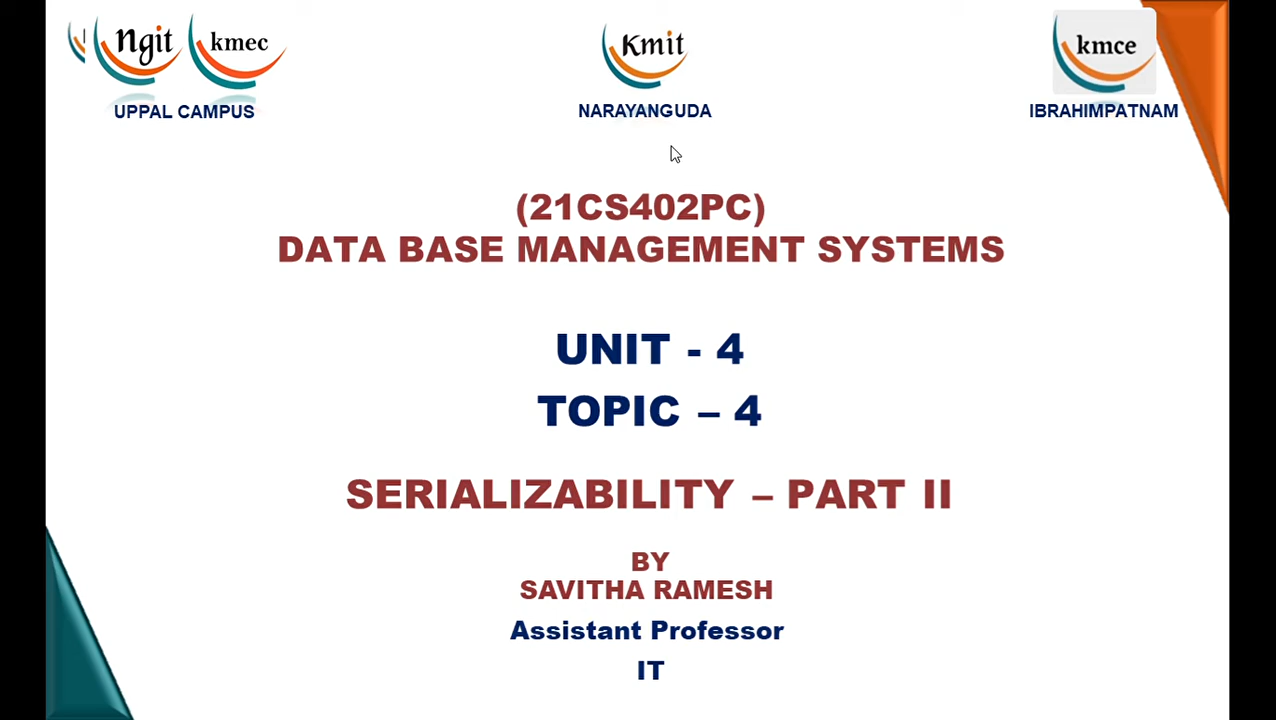 Ngit kmec
Kmit
kmce
UPPAL CAMPUS
NARAYANGUDA
IBRAHIMPATNAM
(21CS402PC)
DATA BASE MANAGEMENT SYSTEMS
UNIT - 4
TOPIC – 4
SERIALIZABILITY – PART II
BY
SAVITHA RAMESH
Assistant Professor
IT